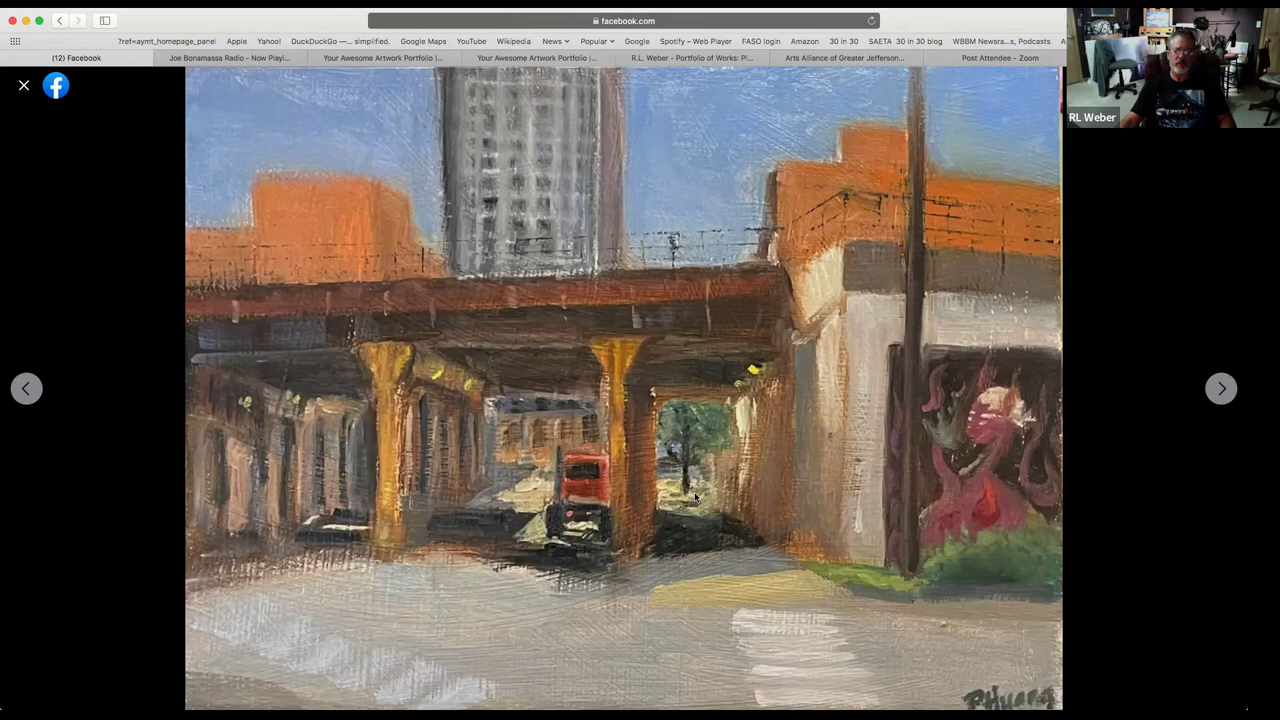 facebook.com
?ref=aymt_homepage_panel Apple Yahoo! DuckDuckGo —... simplified. Google Maps YouTube Wikipedia News Popular Google Spotify – Web Player FASO login Amazon 30 in 30 SAETA 30 in 30 blog WBBM Newsra...s, Podcasts
(12) Facebook Joe Bonamassa Radio - Now Playi... Your Awesome Artwork Portfolio |... Your Awesome Artwork Portfolio |... R.L. Weber - Portfolio of Works: Pl... Arts Alliance of Greater Jefferson... Post Attendee - Zoom
RL Weber